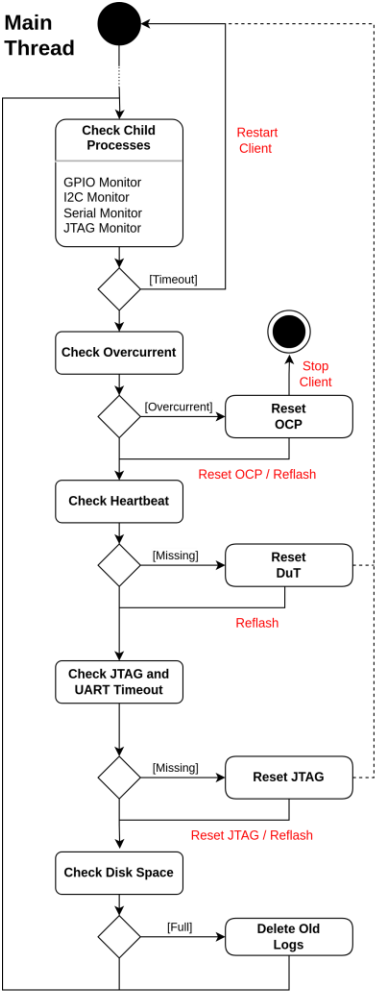 Main
Thread
Check Child
Processes
GPIO Monitor
I2C Monitor
Serial Monitor
JTAG Monitor
Restart
Client
[Timeout]
Check Overcurrent
Stop
Client
[Overcurrent]
Reset
OCP
Reset OCP / Reflash
Check Heartbeat
[Missing]
Reset
DuT
Reflash
Check JTAG and
UART Timeout
[Missing]
Reset JTAG
Reset JTAG / Reflash
Check Disk Space
[Full]
Delete Old
Logs